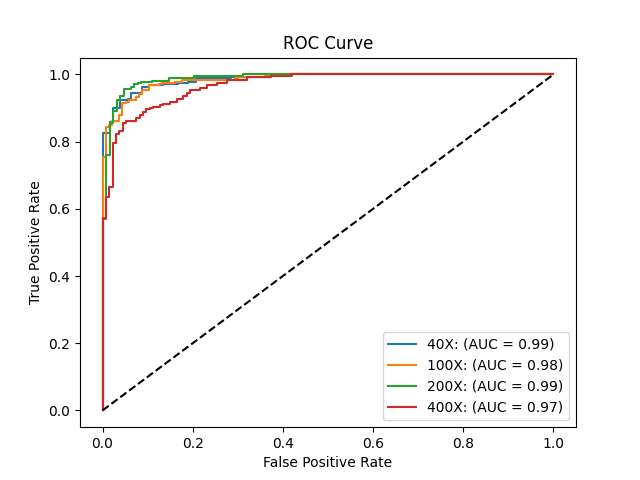 ROC Curve
True Positive Rate
1.0
0.8
0.6
0.4
0.2
0.0
0.0 0.2 0.4 0.6 0.8 1.0
False Positive Rate
40X: (AUC = 0.99)
100X: (AUC = 0.98)
200X: (AUC = 0.99)
400X: (AUC = 0.97)